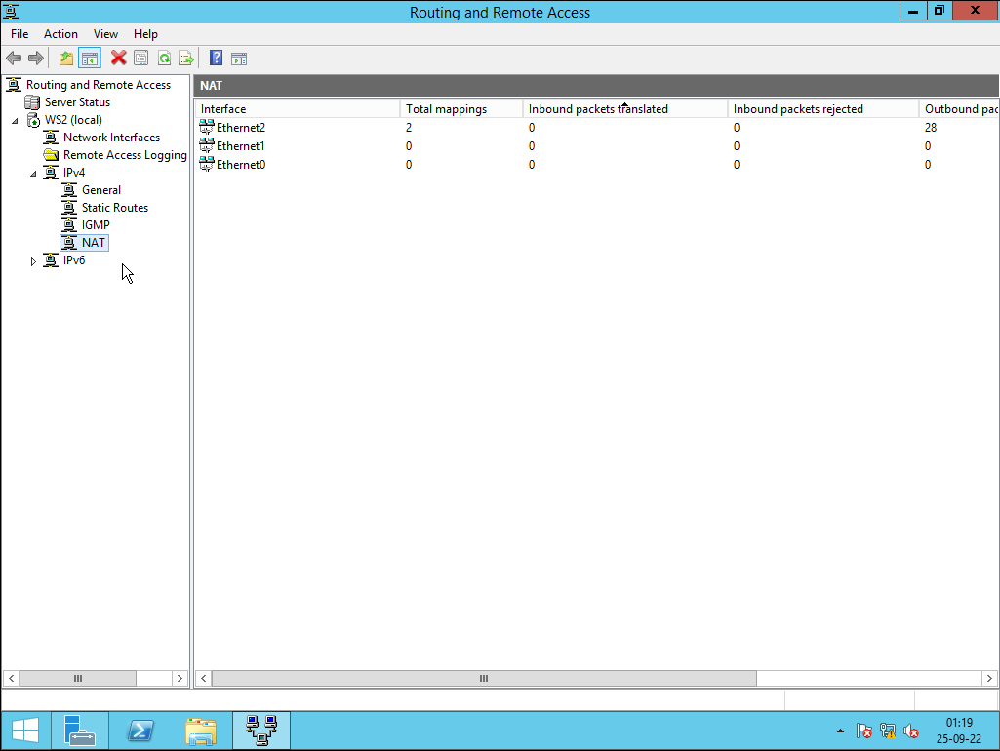 Routing and Remote Access
File Action View Help
Routing and Remote Access
Server Status
WS2 (local)
Network Interfaces
Remote Access Logging
IPv4
General
Static Routes
IGMP
NAT
IPv6
NAT
Interface Total mappings Inbound packets translated Inbound packets rejected Outbound pac
Ethernet2 2 0 0 28
Ethernet1 0 0 0 0
Ethernet0 0 0 0 0
01:19
25-09-22